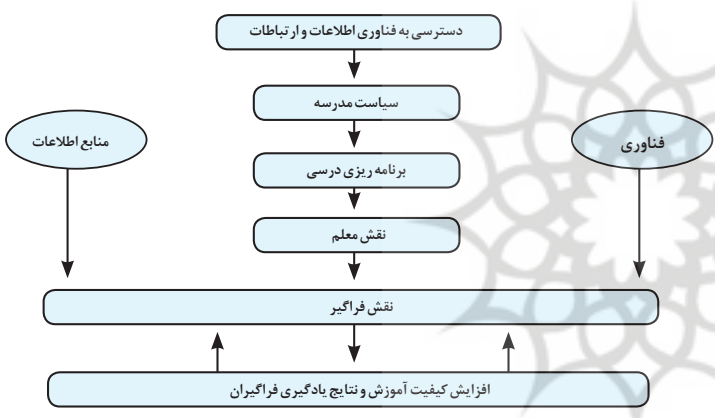 دسترسی به فناوری اطلاعات و ارتباطات
سیاست مدرسه
فناوری
منابع اطلاعات
برنامه ریزی درسی
نقش معلم
نقش فراگیر
افزایش کیفیت آموزش و نتایج یادگیری فراگیران